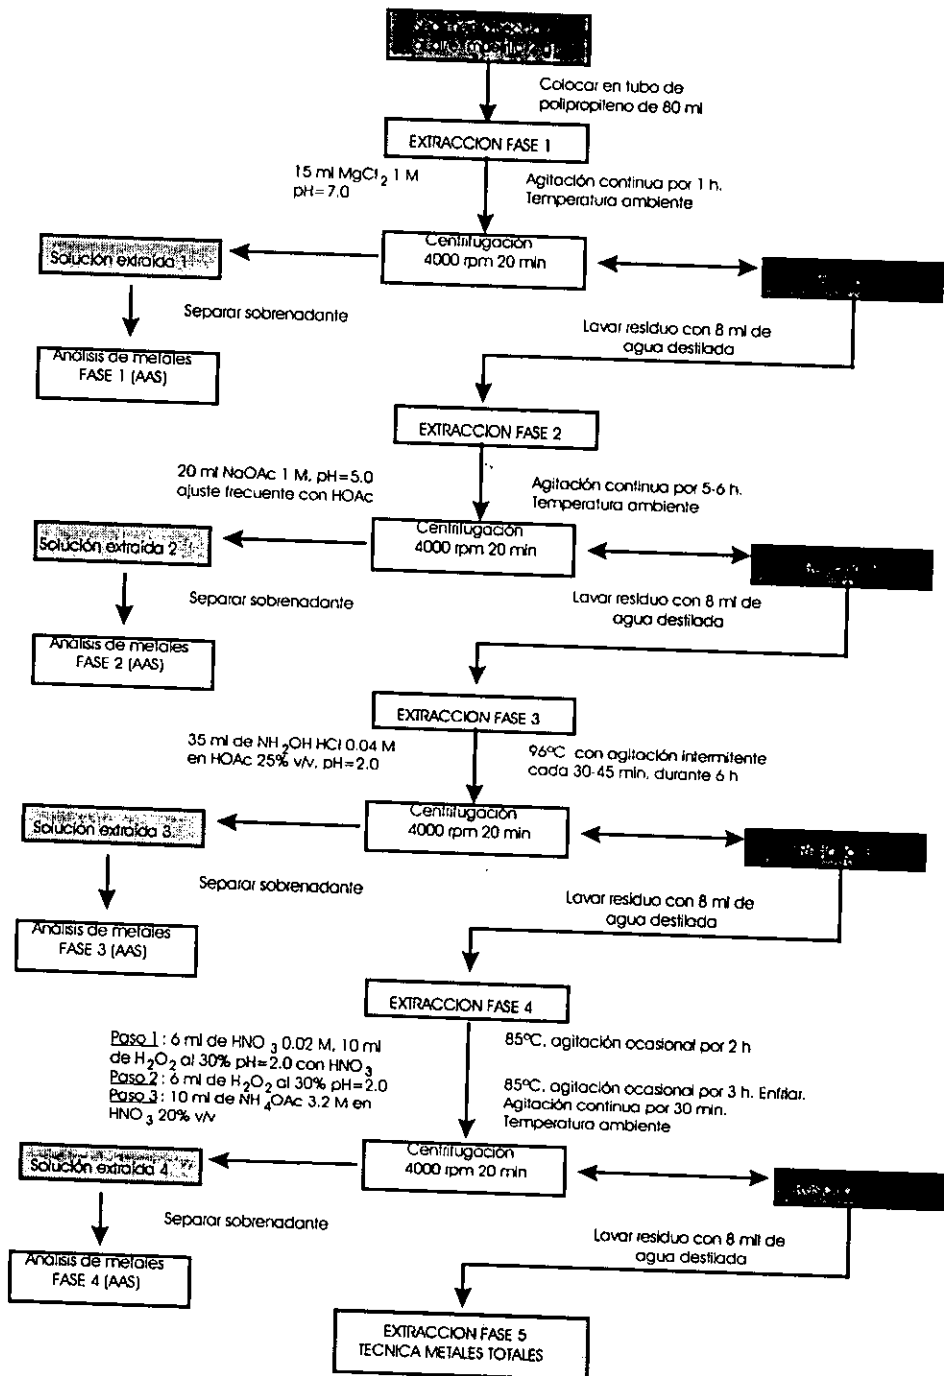 Colocar en tubo de
polipropileno de 80 ml
EXTRACCION FASE 1
15 ml MgCl2 1 M
pH=7.0
Agitación continua por 1 h.
Temperatura ambiente
Centrifugación
4000 rpm 20 min
Solución extraída 1
Separar sobrenadante
Lavar residuo con 8 ml de
agua destilada
Análisis de metales
FASE 1 (AAS)
EXTRACCION FASE 2
20 ml NaOAc 1 M, pH=5.0
ajuste frecuente con HOAc
Agitación continua por 5-6 h.
Temperatura ambiente
Centrifugación
4000 rpm 20 min
Solución extraída 2
Separar sobrenadante
Lavar residuo con 8 ml de
agua destilada
Análisis de metales
FASE 2 (AAS)
EXTRACCION FASE 3
35 ml de NH2OH HCl 0.04 M
en HOAc 25% v/v, pH=2.0
96ºC con agitación intermitente
cada 30-45 min. durante 6 h
Centrifugación
4000 rpm 20 min
Solución extraída 3
Separar sobrenadante
Lavar residuo con 8 ml de
agua destilada
Análisis de metales
FASE 3 (AAS)
EXTRACCION FASE 4
Paso 1 : 6 ml de HNO3 0.02 M, 10 ml
de H2O2 al 30% pH=2.0 con HNO3
Paso 2 : 6 ml de H2O2 al 30% pH=2.0
Paso 3 : 10 ml de NH4OAc 3.2 M en
HNO3 20% v/v
85ºC, agitación ocasional por 2 h
85ºC, agitación ocasional por 3 h. Enfriar.
Agitación continua por 30 min.
Temperatura ambiente
Centrifugación
4000 rpm 20 min
Solución extraída 4
Separar sobrenadante
Lavar residuo con 8 ml de
agua destilada
Análisis de metales
FASE 4 (AAS)
EXTRACCION FASE 5
TECNICA METALES TOTALES